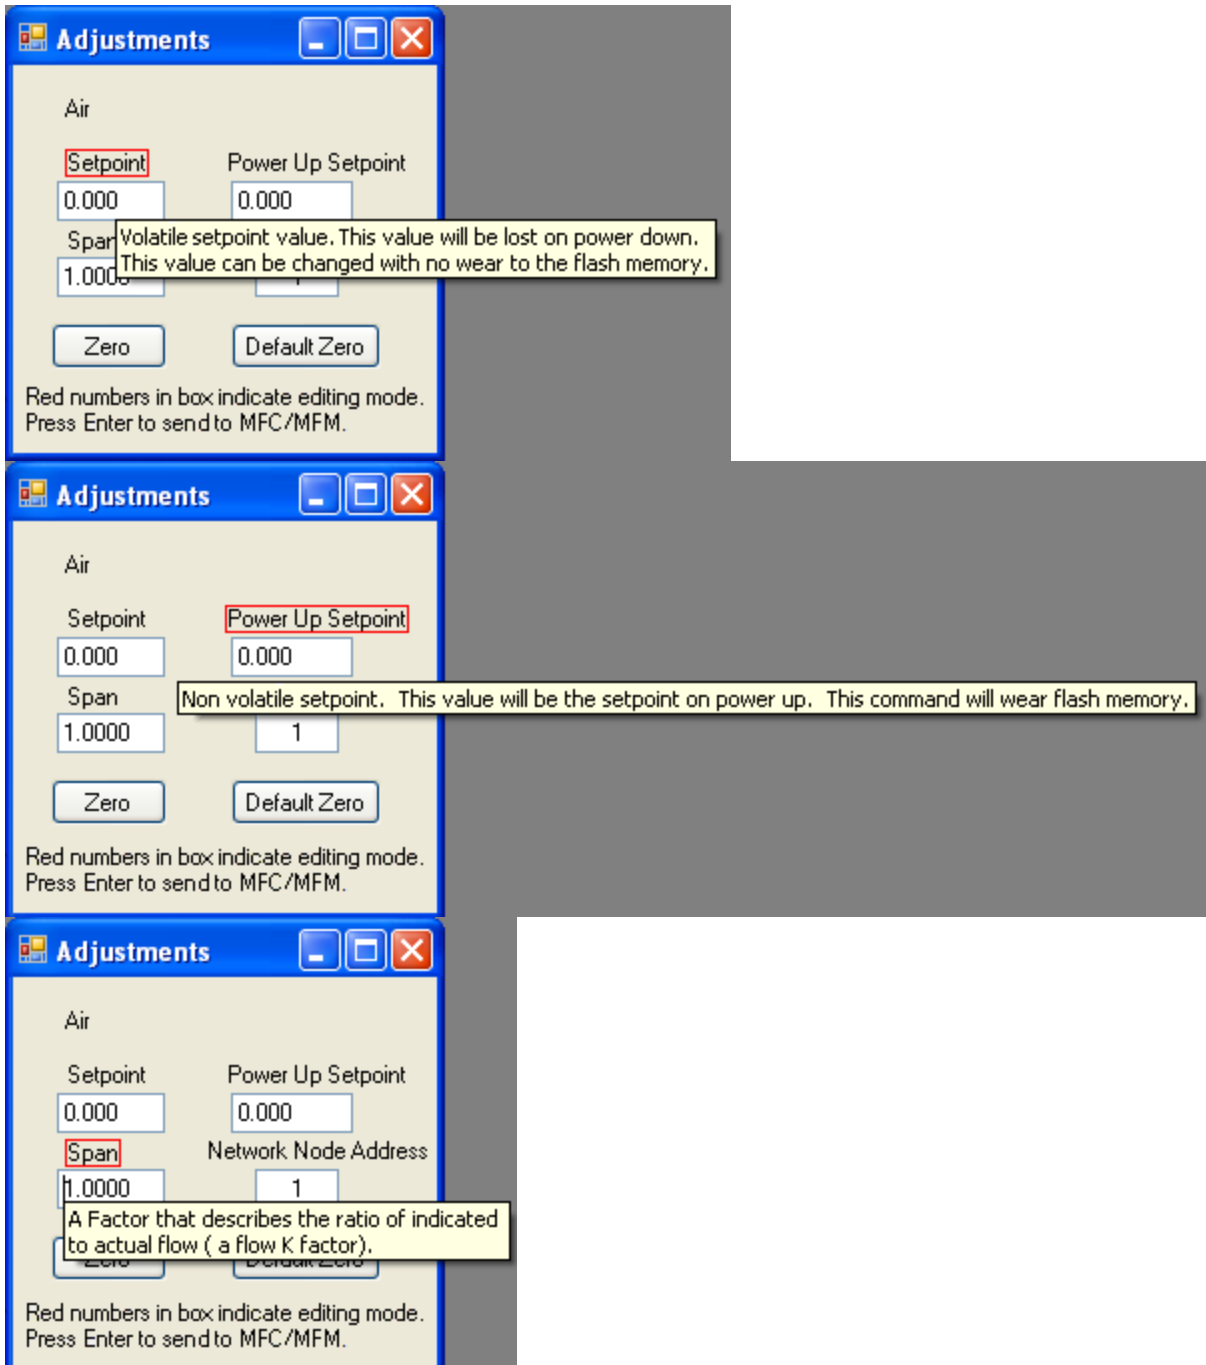 Adjustments
Air
Setpoint Power Up Setpoint
0.000 0.000
Volatile setpoint value. This value will be lost on power down.
This value can be changed with no wear to the flash memory.
1.0000
Zero Default Zero
Red numbers in box indicate editing mode.
Press Enter to send to MFC/MFM.
Adjustments
Air
Setpoint Power Up Setpoint
0.000 0.000
Span
Non volatile setpoint. This value will be the setpoint on power up. This command will wear flash memory.
1.0000 1
Zero Default Zero
Red numbers in box indicate editing mode.
Press Enter to send to MFC/MFM.
Adjustments
Air
Setpoint Power Up Setpoint
0.000 0.000
Span Network Node Address
1.0000 1
A Factor that describes the ratio of indicated
to actual flow ( a flow K factor).
Red numbers in box indicate editing mode.
Press Enter to send to MFC/MFM.